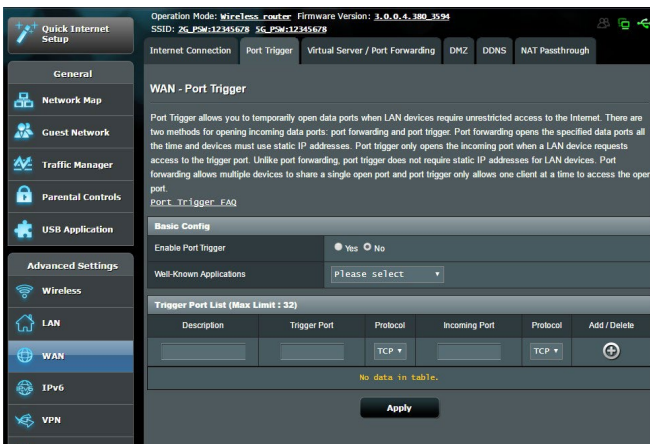 Quick Internet
Setup
Operation Mode: Wireless router Firmware Version: 3.0.0.4.380_3594
SSID: 2G_PSW:12345678 5G_PSW:12345678
Internet Connection Port Trigger Virtual Server / Port Forwarding DMZ DDNS NAT Passthrough
General
Network Map
Guest Network
Traffic Manager
Parental Controls
USB Application
Advanced Settings
Wireless
LAN
WAN
IPv6
VPN
WAN - Port Trigger
Port Trigger allows you to temporarily open data ports when LAN devices require unrestricted access to the Internet. There are
two methods for opening incoming data ports: port forwarding and port trigger. Port forwarding opens the specified data ports all
the time and devices must use static IP addresses. Port trigger only opens the incoming port when a LAN device requests
access to the trigger port. Unlike port forwarding, port trigger does not require static IP addresses for LAN devices. Port
forwarding allows multiple devices to share a single open port and port trigger only allows one client at a time to access the open
port.
Port Trigger FAQ
Basic Config
Enable Port Trigger Yes No
Well-Known Applications Please select
Trigger Port List (Max Limit : 32)
Description Trigger Port Protocol Incoming Port Protocol Add / Delete
TCP TCP
No data in table.
Apply